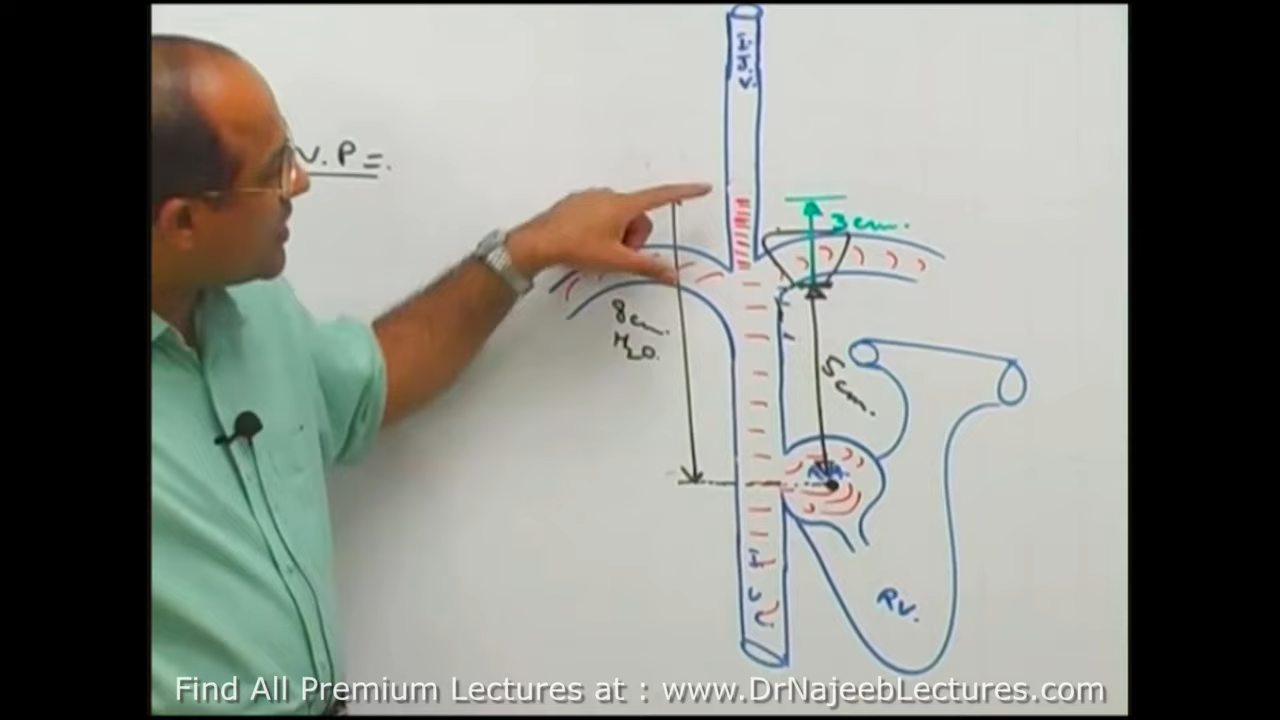 V.P =.
3cm.
8cm.
H₂O.
5cm.
RV.
Find All Premium Lectures at : www.DrNajeebLectures.com